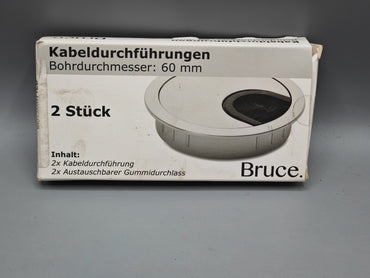 Kabeldurchführungen
Bohrdurchmesser: 60 mm
2 Stück
Inhalt:
2x Kabeldurchführung
2x Austauschbarer Gummidurchlass
Bruce.